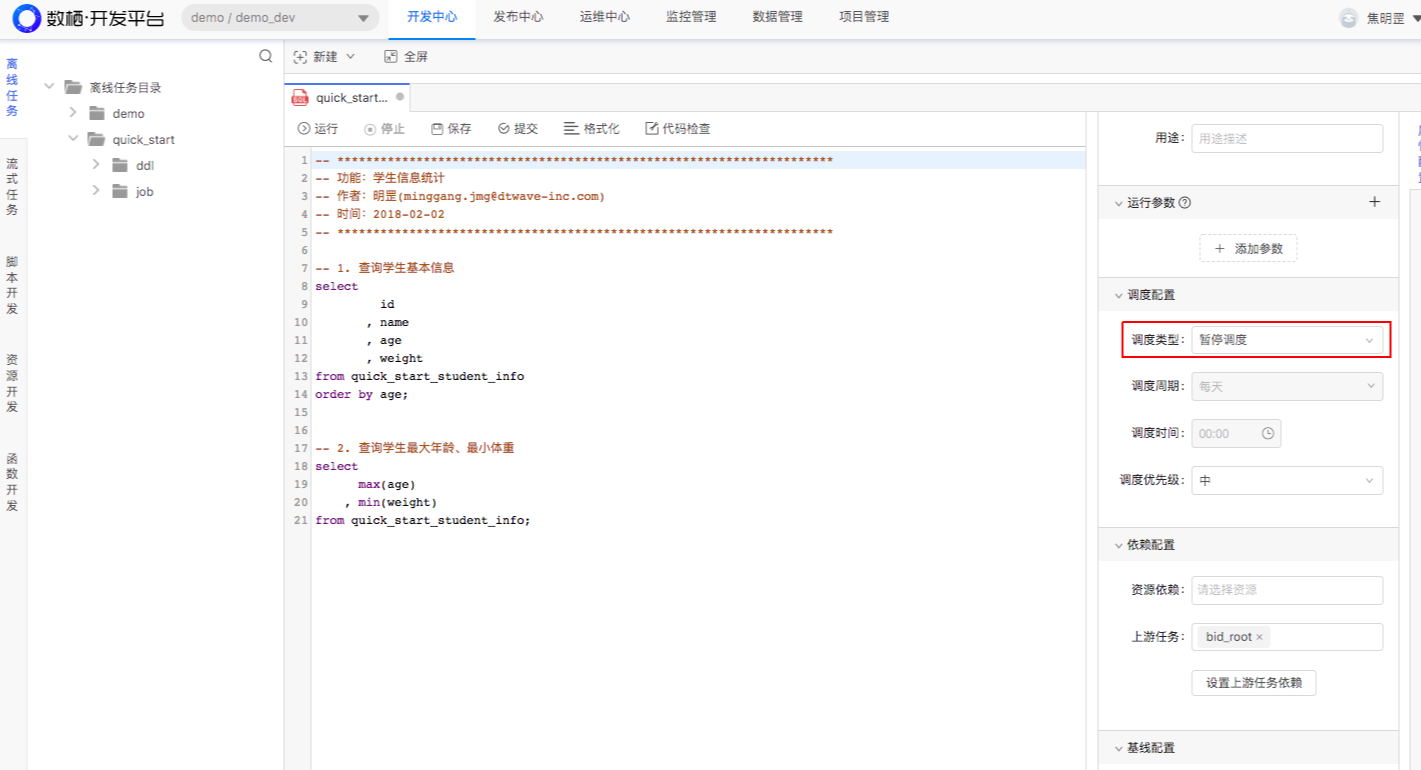 数栖·开发平台
demo / demo_dev
开发中心
发布中心
运维中心
监控管理
数据管理
项目管理
焦明罡
离线任务
流式任务
脚本开发
资源开发
函数开发
离线任务目录
demo
quick_start
ddl
job
新建
全屏
SQL quick_start...
运行
停止
保存
提交
格式化
代码检查
1 -- *********************************************************************
2 -- 功能: 学生信息统计
3 -- 作者: 明罡(minggang.jmg@dtwave-inc.com)
4 -- 时间: 2018-02-02
5 -- *********************************************************************
6
7 -- 1. 查询学生基本信息
8 select
9 id
10 , name
11 , age
12 , weight
13 from quick_start_student_info
14 order by age;
15
16
17 -- 2. 查询学生最大年龄、最小体重
18 select
19 max(age)
20 , min(weight)
21 from quick_start_student_info;
用途: 用途描述
运行参数 ? +
+ 添加参数
调度配置
调度类型: 暂停调度
调度周期: 每天
调度时间: 00:00
调度优先级: 中
依赖配置
资源依赖: 请选择资源
上游任务: bid_root ×
设置上游任务依赖
基线配置